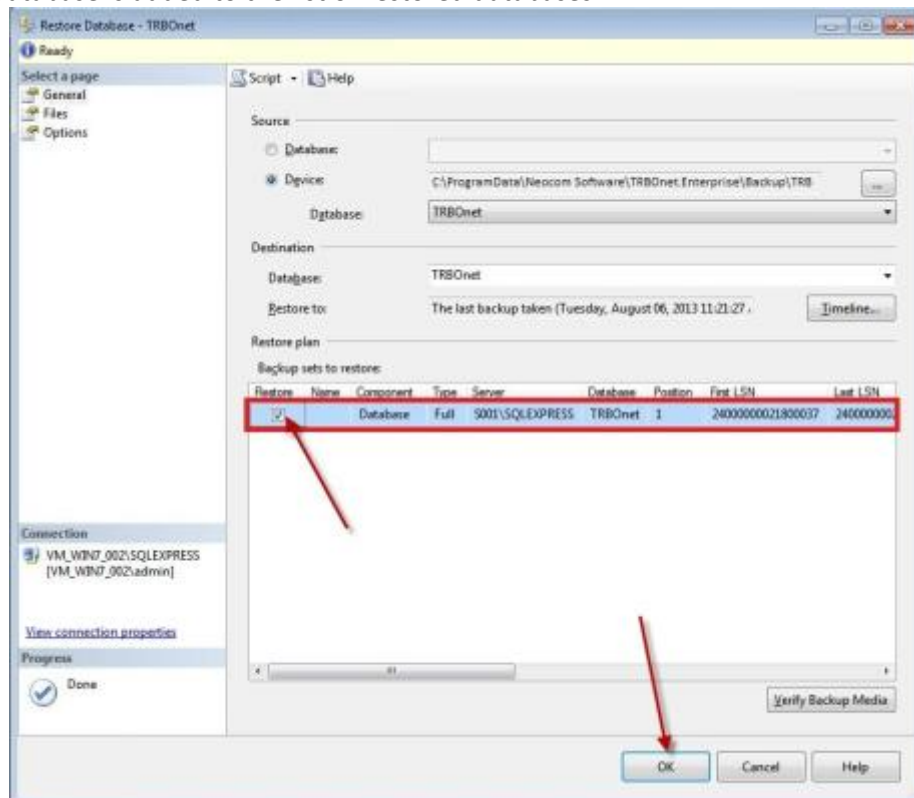 Restore Database - TRBOnet
Ready
Select a page
General
Files
Options
Script Help
Source
Database:
Device: C:\ProgramData\Neocom Software\TRBOnet.Enterprise\Backup\TRB ...
Database: TRBOnet
Destination
Database: TRBOnet
Restore to: The last backup taken (Tuesday, August 06, 2013 11:21:27 . Timeline...
Restore plan
Backup sets to restore:
Restore Name Component Type Server Database Position First LSN Last LSN
Database Full S001\SQLEXPRESS TRBOnet 1 24000000021800037
Connection
VM_WIN7_002\SQLEXPRESS
[VM_WIN7_002\admin]
View connection properties
Progress
Done
Verify Backup Media
OK Cancel Help